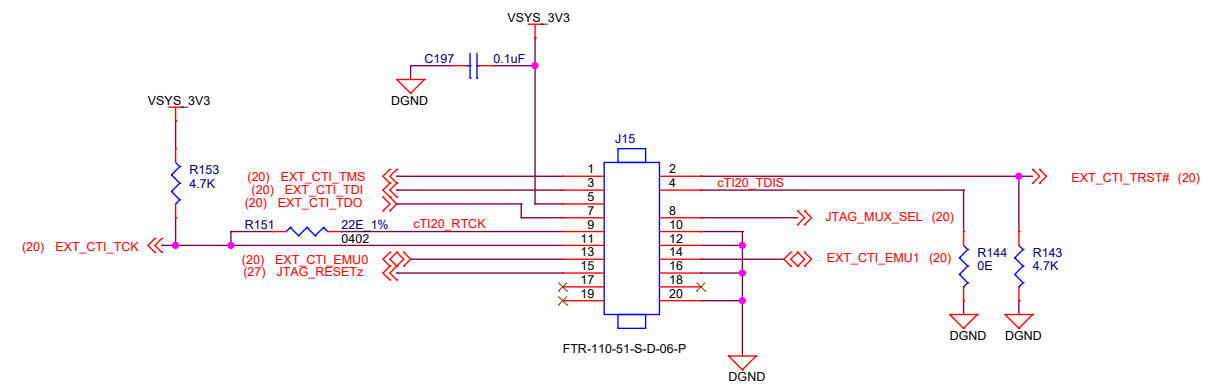 VSYS_3V3
C197 0.1uF
DGND
VSYS_3V3
J15
R153
4.7K
1 2
(20) EXT_CTI_TMS
EXT_CTI_TRST# (20)
3 4
(20) EXT_CTI_TDI
cTI20_TDIS
5
(20) EXT_CTI_TDO
7 8
JTAG_MUX_SEL (20)
R151 22E_1% cTI20_RTCK 9 10
0402
(20) EXT_CTI_TCK
11 12
13 14
(20) EXT_CTI_EMU0
EXT_CTI_EMU1 (20)
R144
0E
R143
4.7K
(27) JTAG_RESETz
15 16
17 18
19 20
DGND DGND
FTR-110-51-S-D-06-P
DGND